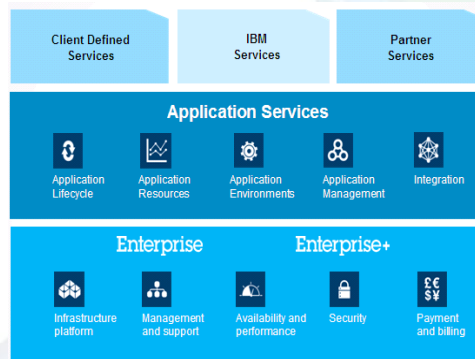 Client Defined
Services
IBM
Services
Partner
Services
Application Services
Application
Lifecycle
Application
Resources
Application
Environments
Application
Management
Integration
Enterprise
Enterprise+
Infrastructure
platform
Management
and support
Availability and
performance
Security
£€
$¥
Payment
and billing